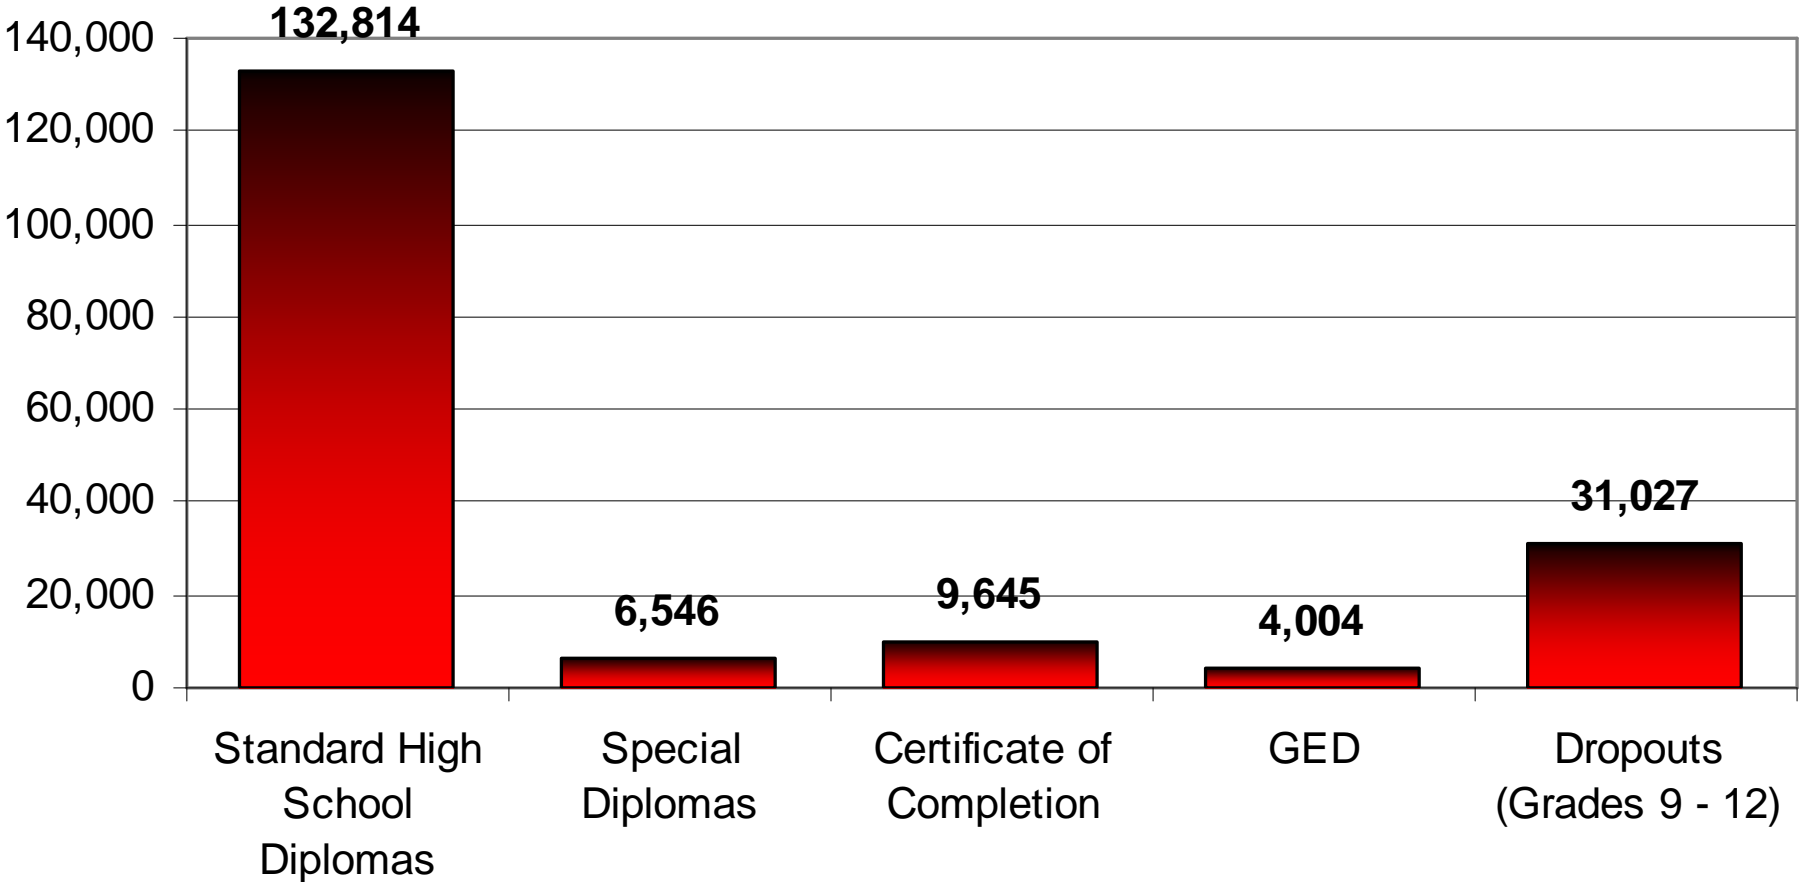 132,814
140,000
120,000
100,000
80,000
60,000
40,000
31,027
20,000
9,645
6,546
4,004
0
Standard High
School
Diplomas
Special
Diplomas
Certificate of
Completion
GED
Dropouts
(Grades 9 - 12)